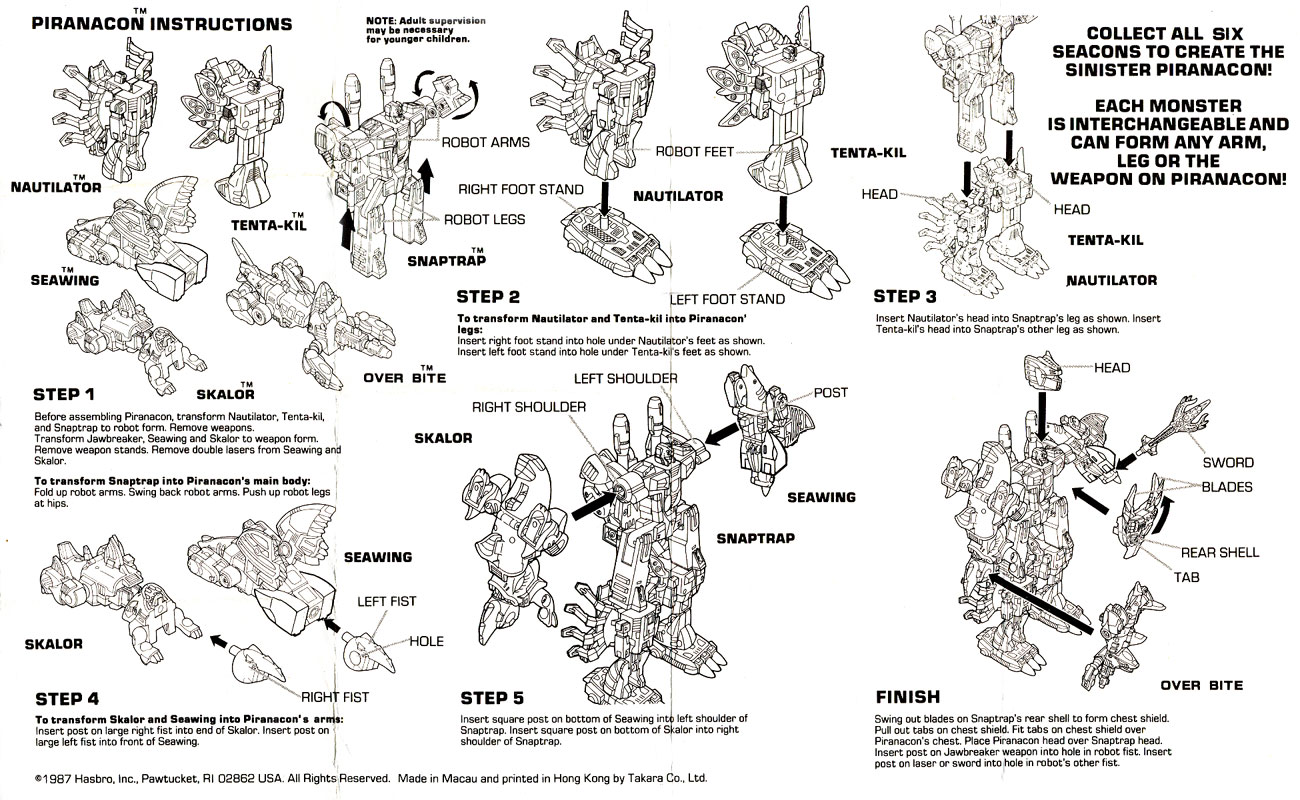 PIRANACON INSTRUCTIONS
TM
NOTE: Adult supervision
may be necessary
for younger children.
NAUTILATOR
TM
TENTA-KIL
TM
SEAWING
TM
SKALOR
TM
OVER BITE
TM
ROBOT ARMS
ROBOT LEGS
SNAPTRAP
TM
STEP 1
Before assembling Piranacon, transform Nautilator, Tenta-kil,
and Snaptrap to robot form. Remove weapons.
Transform Jawbreaker, Seawing and Skalor to weapon form.
Remove weapon stands. Remove double lasers from Seawing and
Skalor.
To transform Snaptrap into Piranacon's main body:
Fold up robot arms. Swing back robot arms. Push up robot legs
at hips.
ROBOT FEET
TENTA-KIL
RIGHT FOOT STAND
NAUTILATOR
LEFT FOOT STAND
STEP 2
To transform Nautilator and Tenta-kil into Piranacon'
legs:
Insert right foot stand into hole under Nautilator's feet as shown.
Insert left foot stand into hole under Tenta-kil's feet as shown.
COLLECT ALL SIX
SEACONS TO CREATE THE
SINISTER PIRANACON!
EACH MONSTER
IS INTERCHANGEABLE AND
CAN FORM ANY ARM,
LEG OR THE
WEAPON ON PIRANACON!
HEAD
HEAD
TENTA-KIL
NAUTILATOR
STEP 3
Insert Nautilator's head into Snaptrap's leg as shown. Insert
Tenta-kil's head into Snaptrap's other leg as shown.
SEAWING
LEFT FIST
HOLE
SKALOR
RIGHT FIST
STEP 4
To transform Skalor and Seawing into Piranacon's arms:
Insert post on large right fist into end of Skalor. Insert post on
large left fist into front of Seawing.
LEFT SHOULDER
POST
RIGHT SHOULDER
SKALOR
SEAWING
SNAPTRAP
STEP 5
Insert square post on bottom of Seawing into left shoulder of
Snaptrap. Insert square post on bottom of Skalor into right
shoulder of Snaptrap.
HEAD
SWORD
BLADES
REAR SHELL
TAB
OVER BITE
FINISH
Swing out blades on Snaptrap's rear shell to form chest shield.
Pull out tabs on chest shield. Fit tabs on chest shield over
Piranacon's chest. Place Piranacon head over Snaptrap head.
Insert post on Jawbreaker weapon into hole in robot fist. Insert
post on laser or sword into hole in robot's other fist.
©1987 Hasbro, Inc., Pawtucket, RI 02862 USA. All Rights Reserved. Made in Macau and printed in Hong Kong by Takara Co., Ltd.